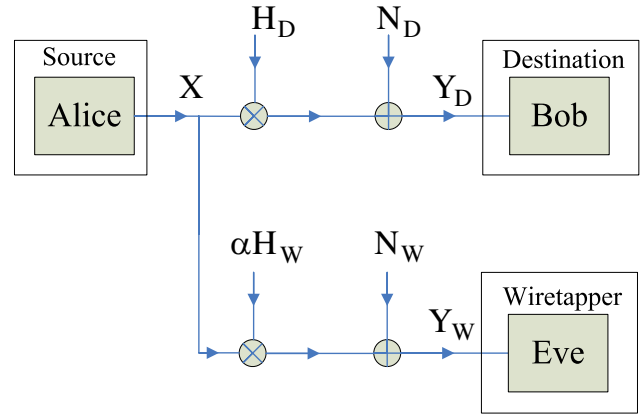 H_D N_D
Source Destination
Alice X Y_D Bob
αH_W N_W
Wiretapper
Y_W Eve